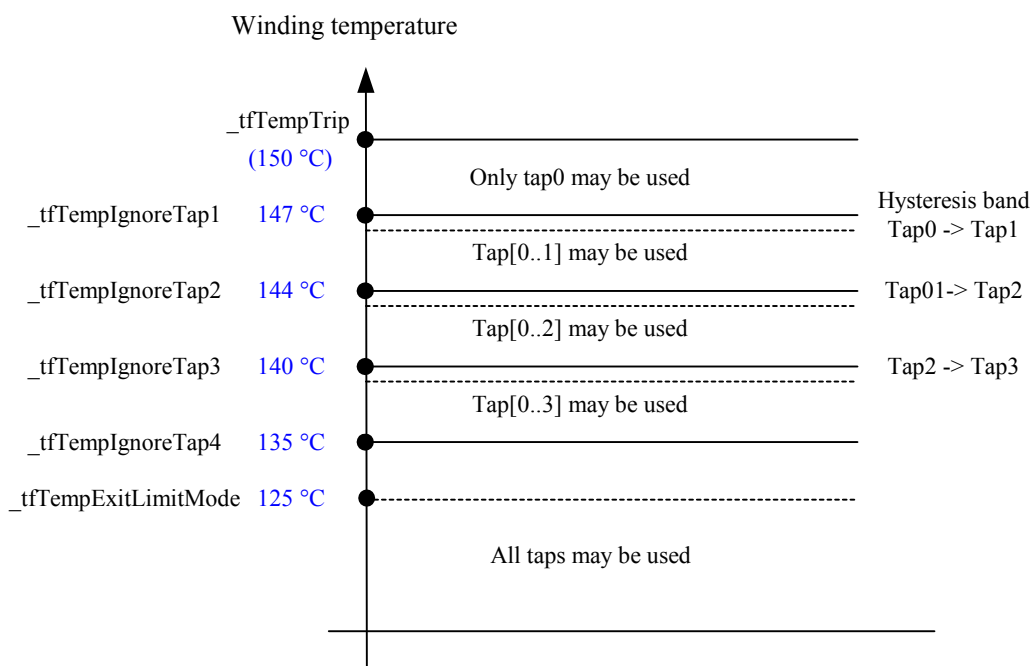 Winding temperature
_tfTempTrip
(150 °C)
Only tap0 may be used
_tfTempIgnoreTap1 147 °C
Hysteresis band
Tap0 -> Tap1
Tap[0..1] may be used
_tfTempIgnoreTap2 144 °C
Tap01-> Tap2
Tap[0..2] may be used
_tfTempIgnoreTap3 140 °C
Tap2 -> Tap3
Tap[0..3] may be used
_tfTempIgnoreTap4 135 °C
_tfTempExitLimitMode 125 °C
All taps may be used